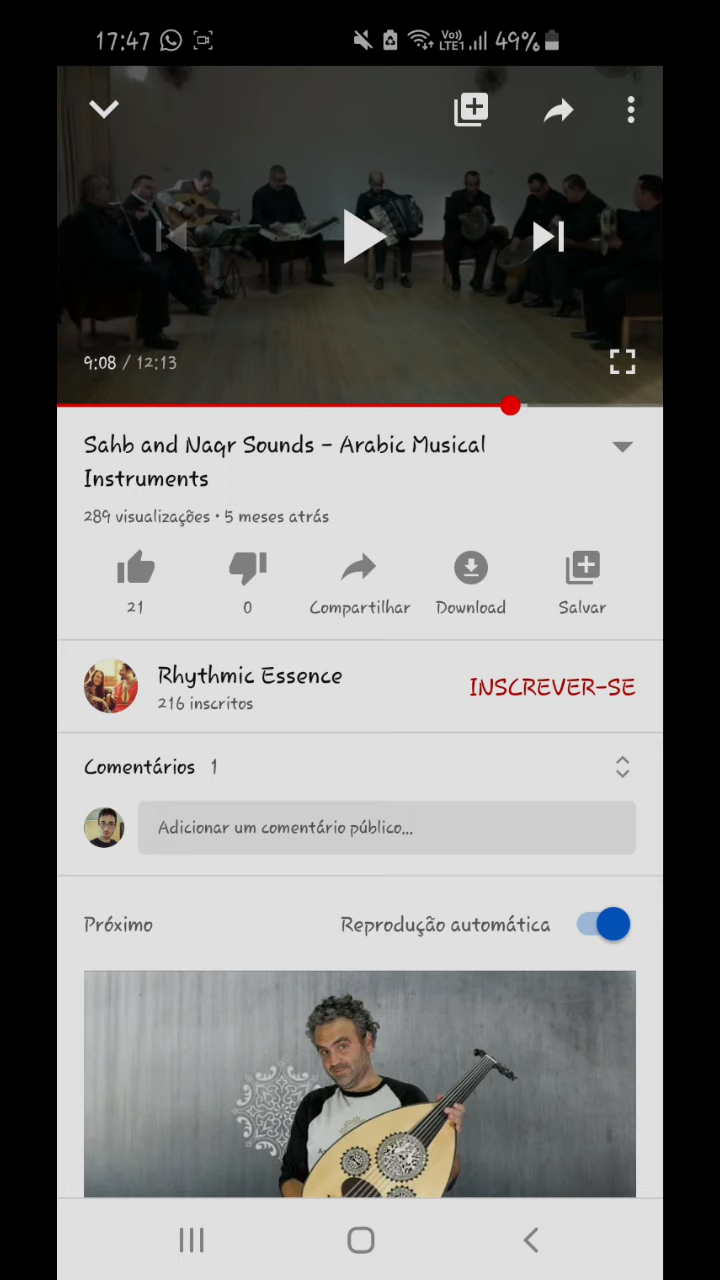 17:47 Vo)) LTE1 49%
9:08 / 12:13
Sahb and Naqr Sounds - Arabic Musical
Instruments
289 visualizações • 5 meses atrás
21 0 Compartilhar Download Salvar
Rhythmic Essence
216 inscritos
INSCREVER-SE
Comentários 1
Adicionar um comentário público...
Próximo Reprodução automática